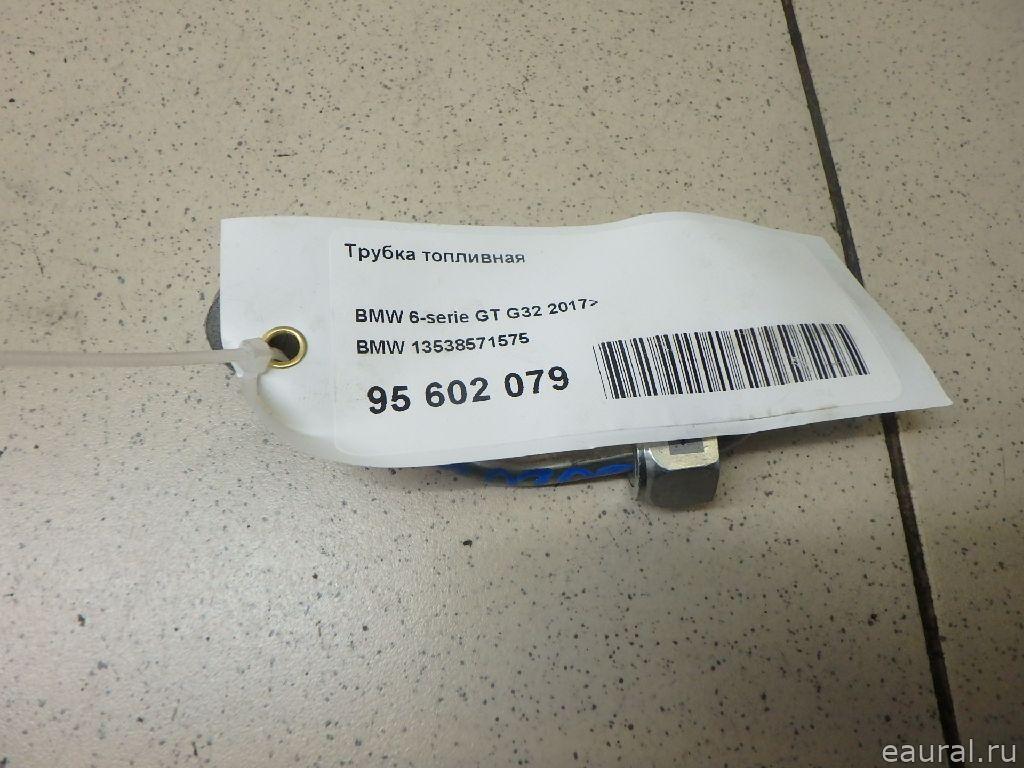 Трубка топливная
BMW 6-serie GT G32 2017>
BMW 13538571575
95 602 079
eaural.ru